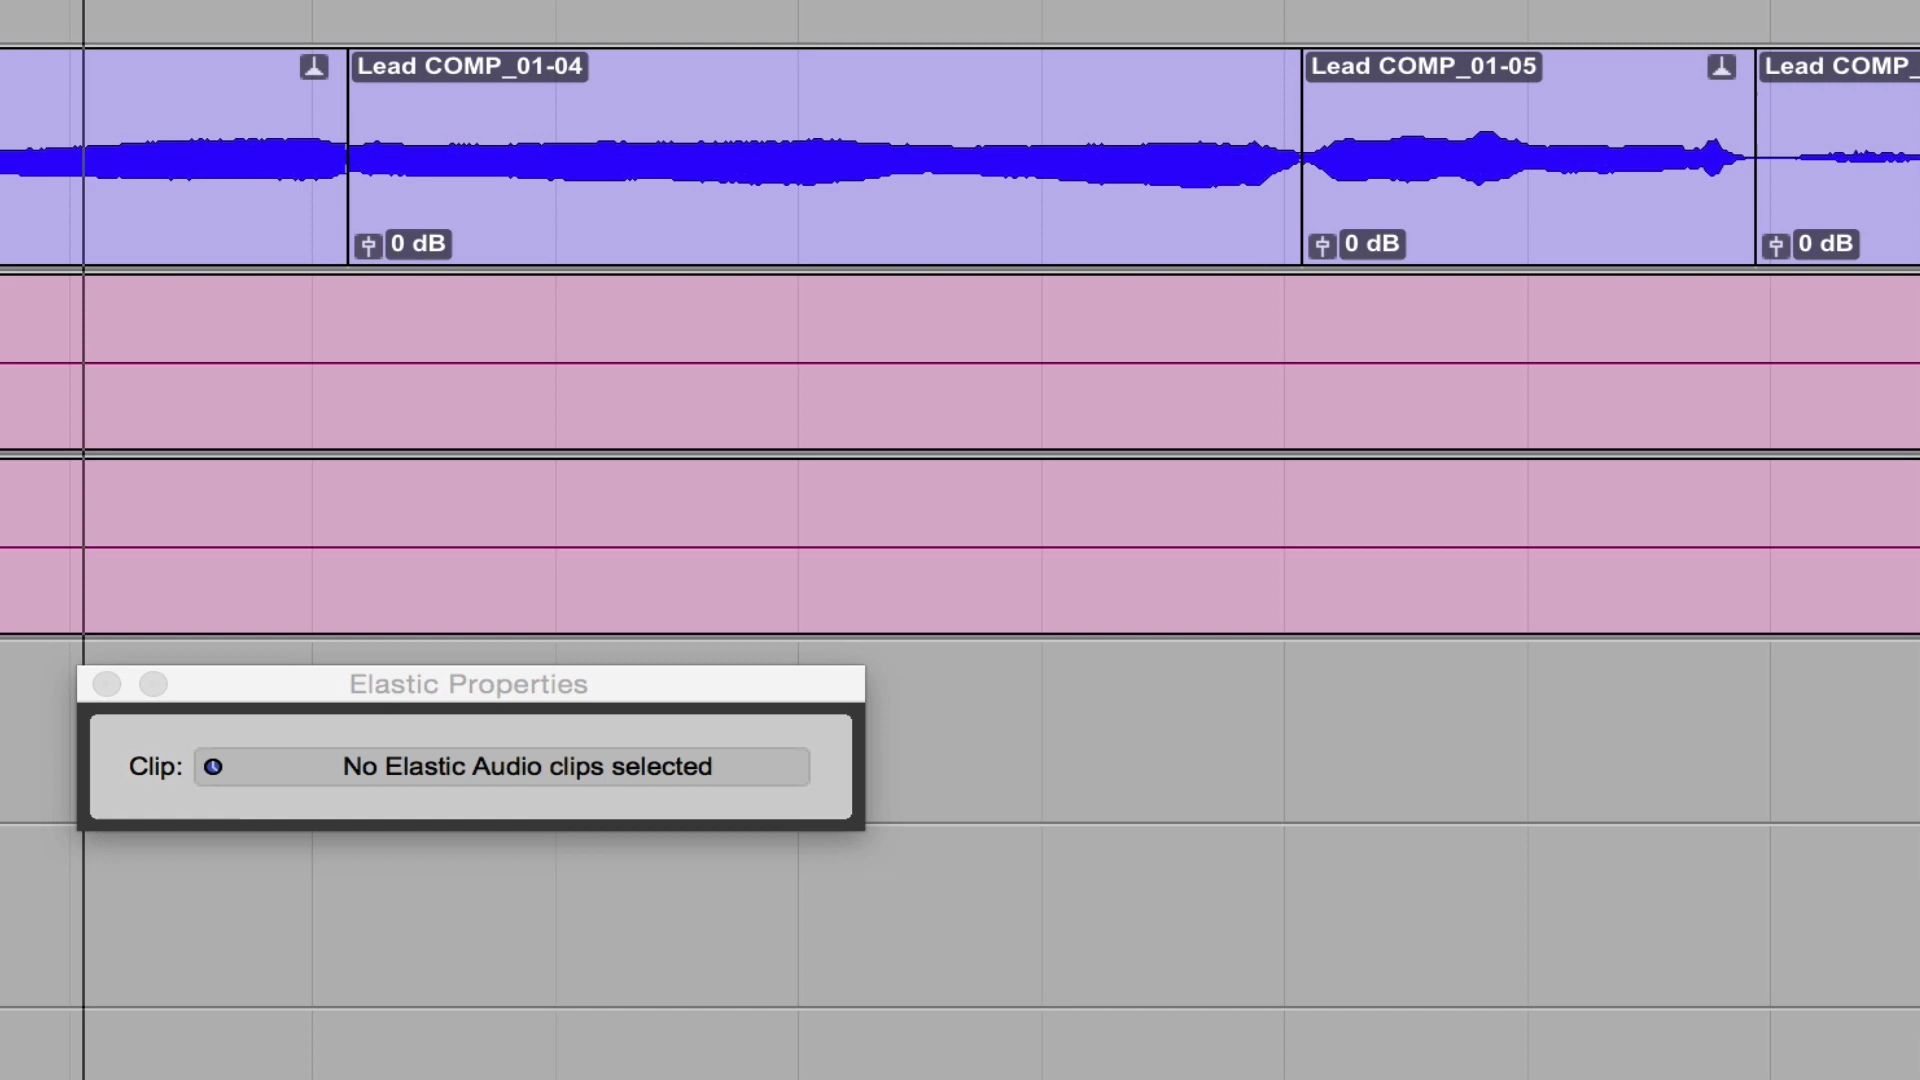 Lead COMP_01-04
Lead COMP_01-05
Lead COMP_
0 dB
0 dB
0 dB
Elastic Properties
Clip:
No Elastic Audio clips selected